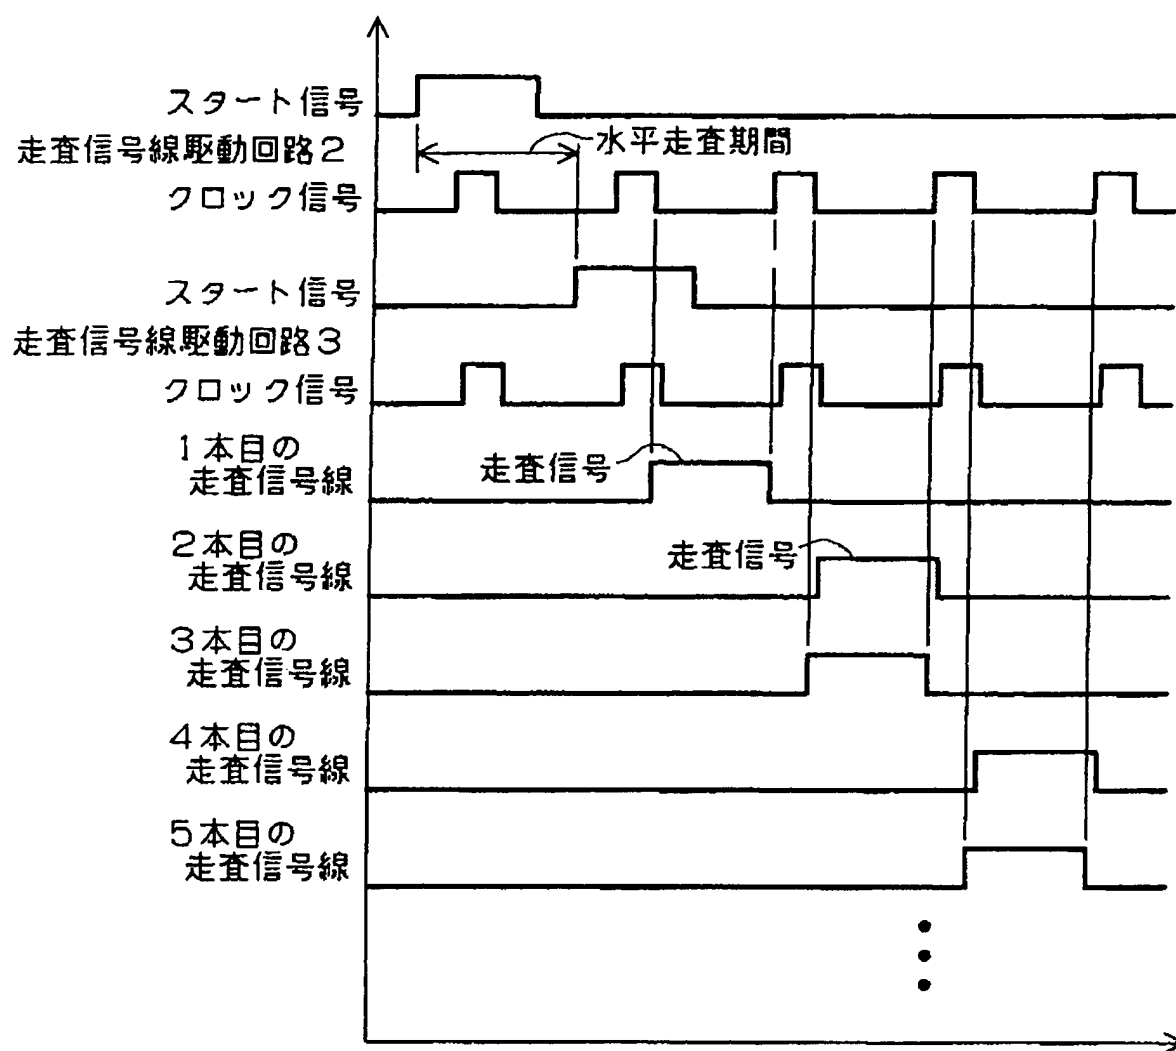 スタート信号
走査信号線駆動回路2
水平走査期間
クロック信号
スタート信号
走査信号線駆動回路3
クロック信号
1本目の
走査信号線
走査信号
2本目の
走査信号線
走査信号
3本目の
走査信号線
4本目の
走査信号線
5本目の
走査信号線